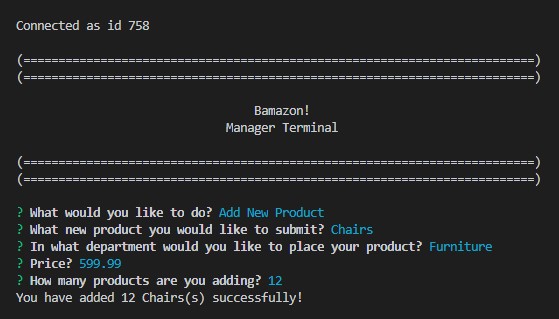 Connected as id 758
(=========================================================================)
(=========================================================================)
Bamazon!
Manager Terminal
(=========================================================================)
(=========================================================================)
? What would you like to do? Add New Product
? What new product you would like to submit? Chairs
? In what department would you like to place your product? Furniture
? Price? 599.99
? How many products are you adding? 12
You have added 12 Chairs(s) successfully!